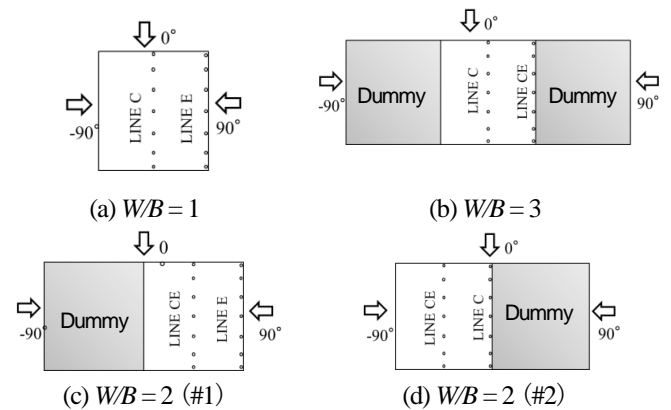 0°
-90°
LINE C
LINE E
90°
(a) W/B = 1
0°
-90°
Dummy
LINE C
LINE CE
Dummy
90°
(b) W/B = 3
0
-90°
Dummy
LINE CE
LINE E
90°
(c) W/B = 2 (#1)
0°
-90°
LINE CE
LINE C
Dummy
90°
(d) W/B = 2 (#2)